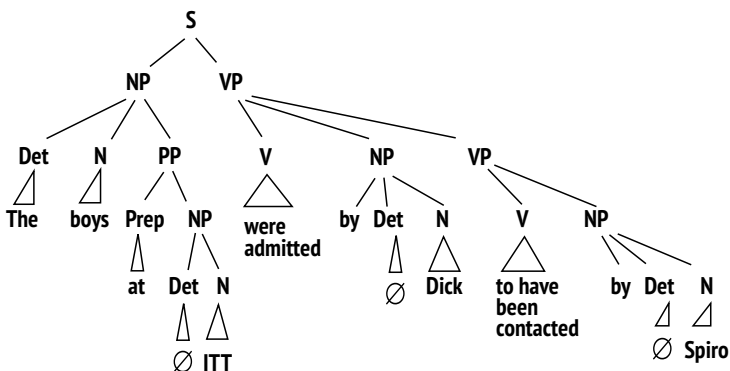 S
NP VP
Det N PP V NP VP
The boys Prep NP were admitted by Det N V NP
at Det N ∅ Dick to have been contacted by Det N
∅ ITT ∅ Spiro